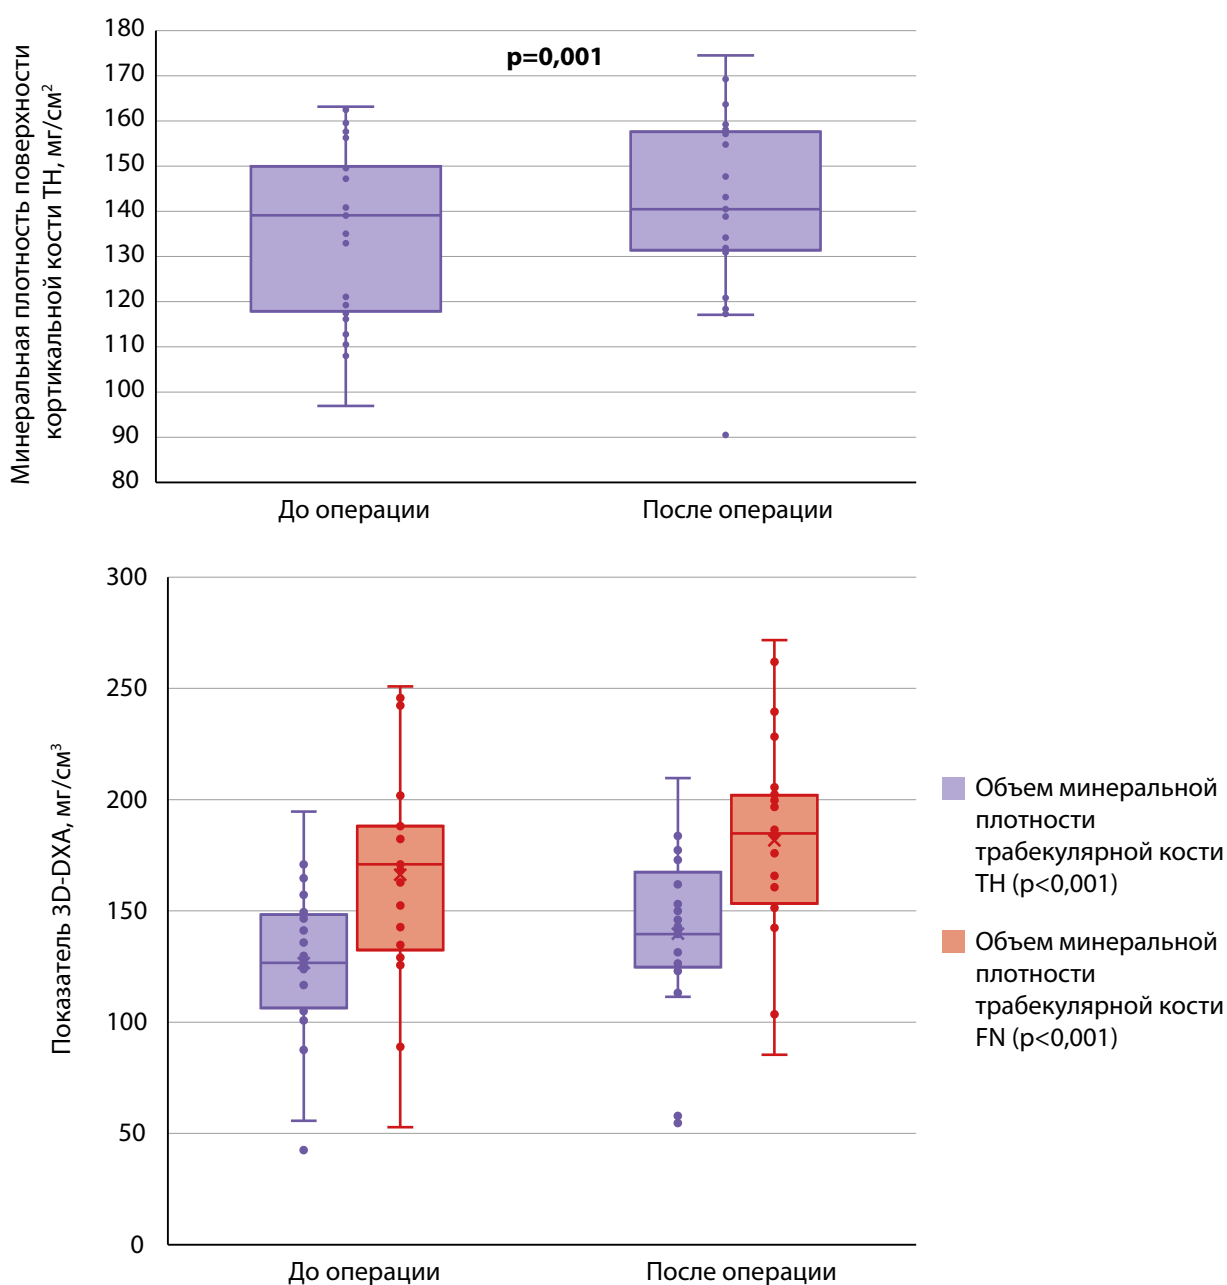 Минеральная плотность поверхности
кортикальной кости TH, мг/см²
180
170
160
150
140
130
120
110
100
90
80
p=0,001
До операции
После операции
Показатель 3D-DXA, мг/см³
300
250
200
150
100
50
0
До операции
После операции
Объем минеральной
плотности
трабекулярной кости
TH (p<0,001)
Объем минеральной
плотности
трабекулярной кости
FN (p<0,001)